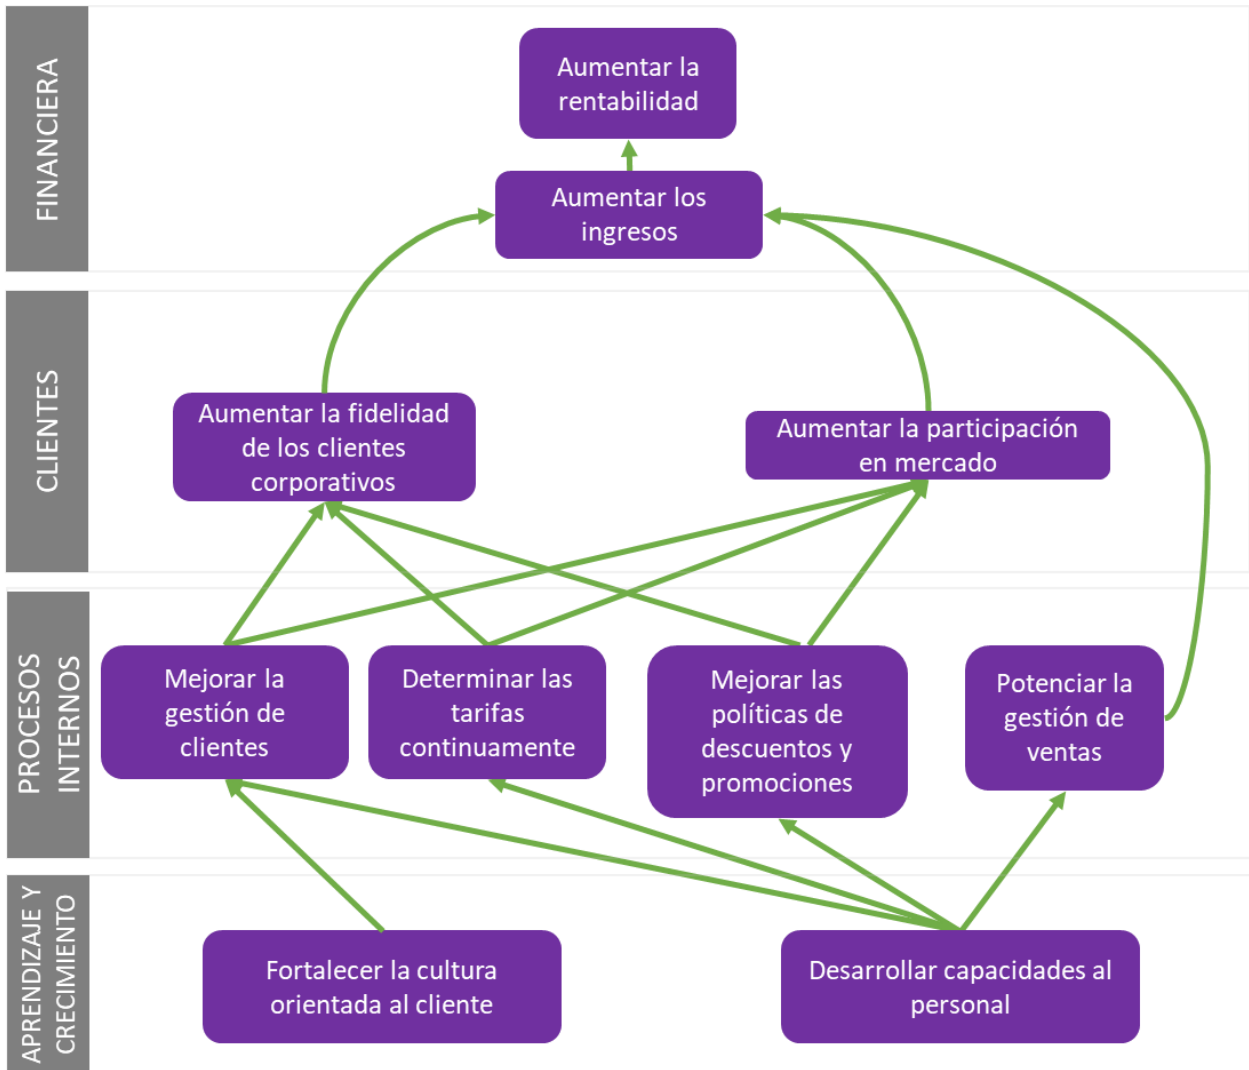 FINANCIERA
Aumentar la
rentabilidad
Aumentar los
ingresos
CLIENTES
Aumentar la fidelidad
de los clientes
corporativos
Aumentar la participación
en mercado
PROCESOS
INTERNOS
Mejorar la
gestión de
clientes
Determinar las
tarifas
continuamente
Mejorar las
políticas de
descuentos y
promociones
Potenciar la
gestión de
ventas
APRENDIZAJE Y
CRECIMIENTO
Fortalecer la cultura
orientada al cliente
Desarrollar capacidades al
personal